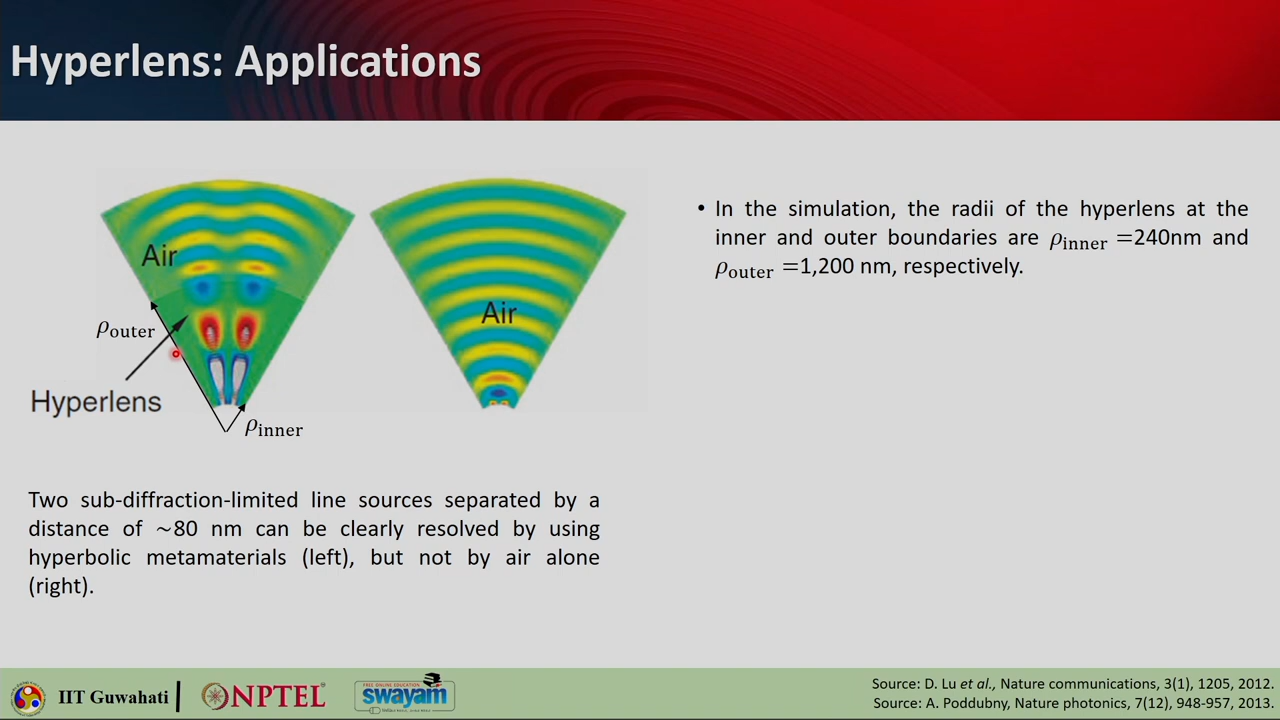 Hyperlens: Applications
Air
ρouter
Hyperlens
ρinner
Air
Two sub-diffraction-limited line sources separated by a
distance of ~80 nm can be clearly resolved by using
hyperbolic metamaterials (left), but not by air alone
(right).
• In the simulation, the radii of the hyperlens at the
inner and outer boundaries are ρinner =240nm and
ρouter =1,200 nm, respectively.
IIT Guwahati
NPTEL
FREE ONLINE EDUCATION
swayam
Source: D. Lu et al., Nature communications, 3(1), 1205, 2012.
Source: A. Poddubny, Nature photonics, 7(12), 948-957, 2013.